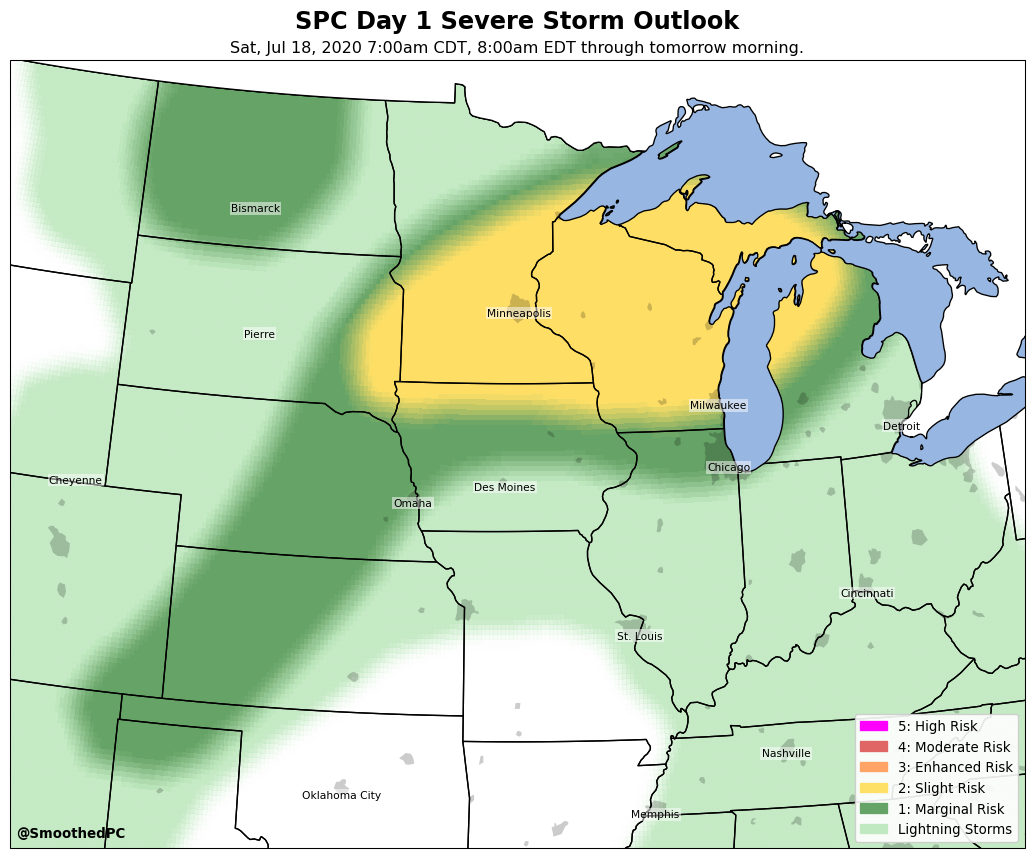 SPC Day 1 Severe Storm Outlook
Sat, Jul 18, 2020 7:00am CDT, 8:00am EDT through tomorrow morning.
Bismarck
Minneapolis
Pierre
Milwaukee
Detroit
Chicago
Cheyenne
Des Moines
Omaha
Cincinnati
St. Louis
Nashville
Oklahoma City
Memphis
5: High Risk
4: Moderate Risk
3: Enhanced Risk
2: Slight Risk
1: Marginal Risk
Lightning Storms
@SmoothedPC